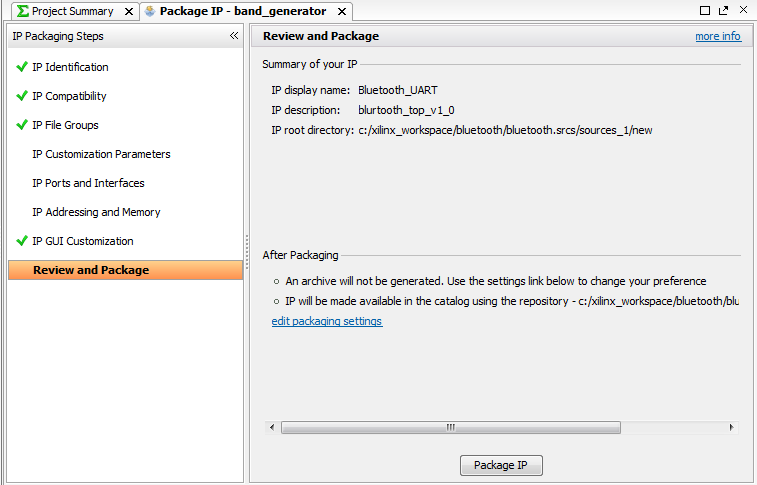 Project Summary
Package IP - band_generator
IP Packaging Steps
IP Identification
IP Compatibility
IP File Groups
IP Customization Parameters
IP Ports and Interfaces
IP Addressing and Memory
IP GUI Customization
Review and Package
Review and Package
more info
Summary of your IP
IP display name: Bluetooth_UART
IP description: blurtooth_top_v1_0
IP root directory: c:/xilinx_workspace/bluetooth/bluetooth.srcs/sources_1/new
After Packaging
An archive will not be generated. Use the settings link below to change your preference
IP will be made available in the catalog using the repository - c:/xilinx_workspace/bluetooth/blu
edit packaging settings
Package IP